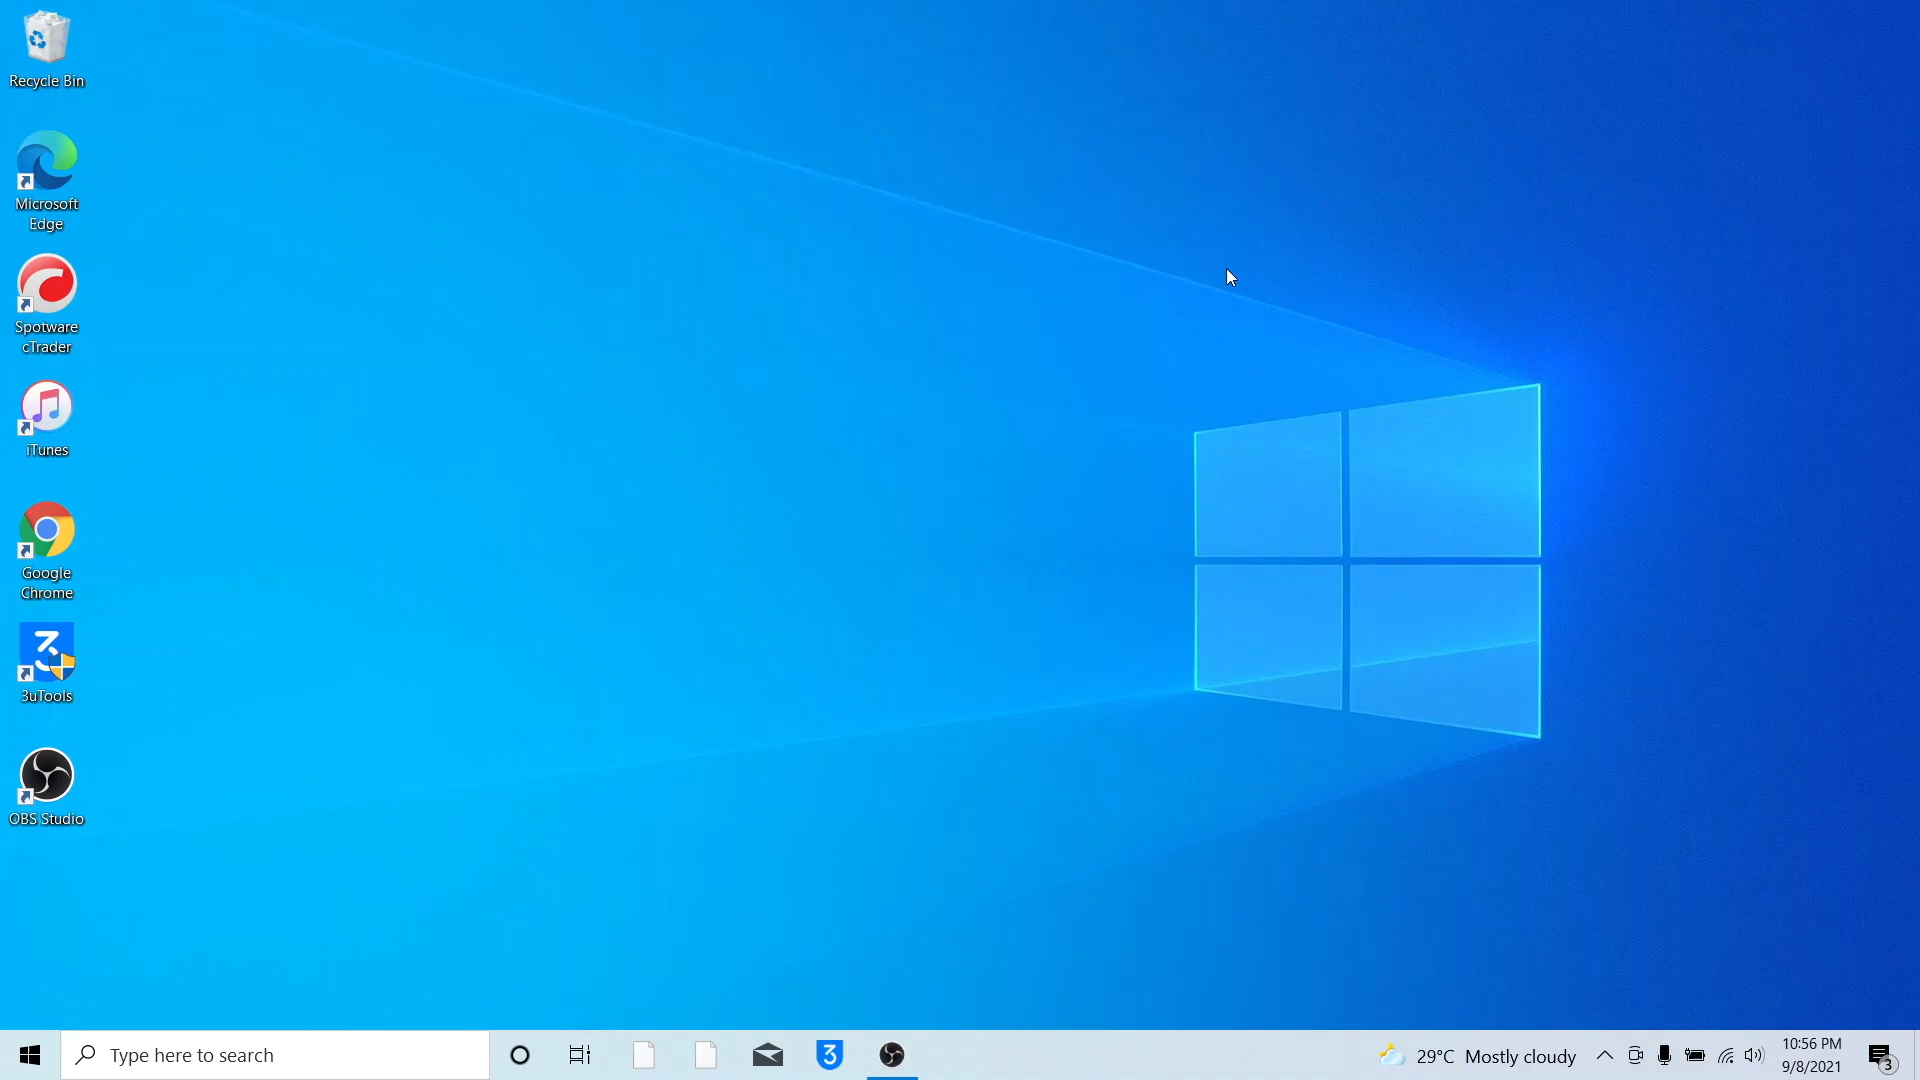 Recycle Bin
Microsoft
Edge
Spotware
cTrader
iTunes
Google
Chrome
3uTools
OBS Studio
Type here to search
29°C Mostly cloudy
10:56 PM
9/8/2021
3